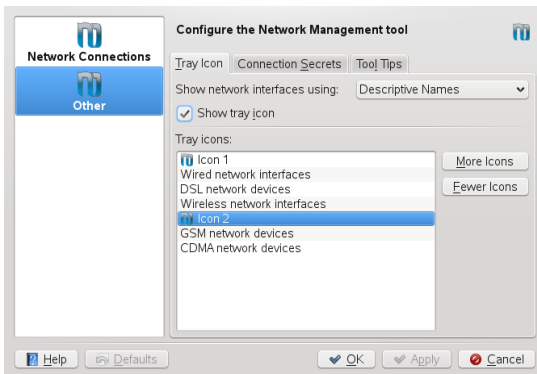 Network Connections
Other
Configure the Network Management tool
Tray Icon Connection Secrets Tool Tips
Show network interfaces using: Descriptive Names
Show tray icon
Tray icons:
Icon 1
Wired network interfaces
DSL network devices
Wireless network interfaces
Icon 2
GSM network devices
CDMA network devices
More Icons
Fewer Icons
Help Defaults OK Apply Cancel